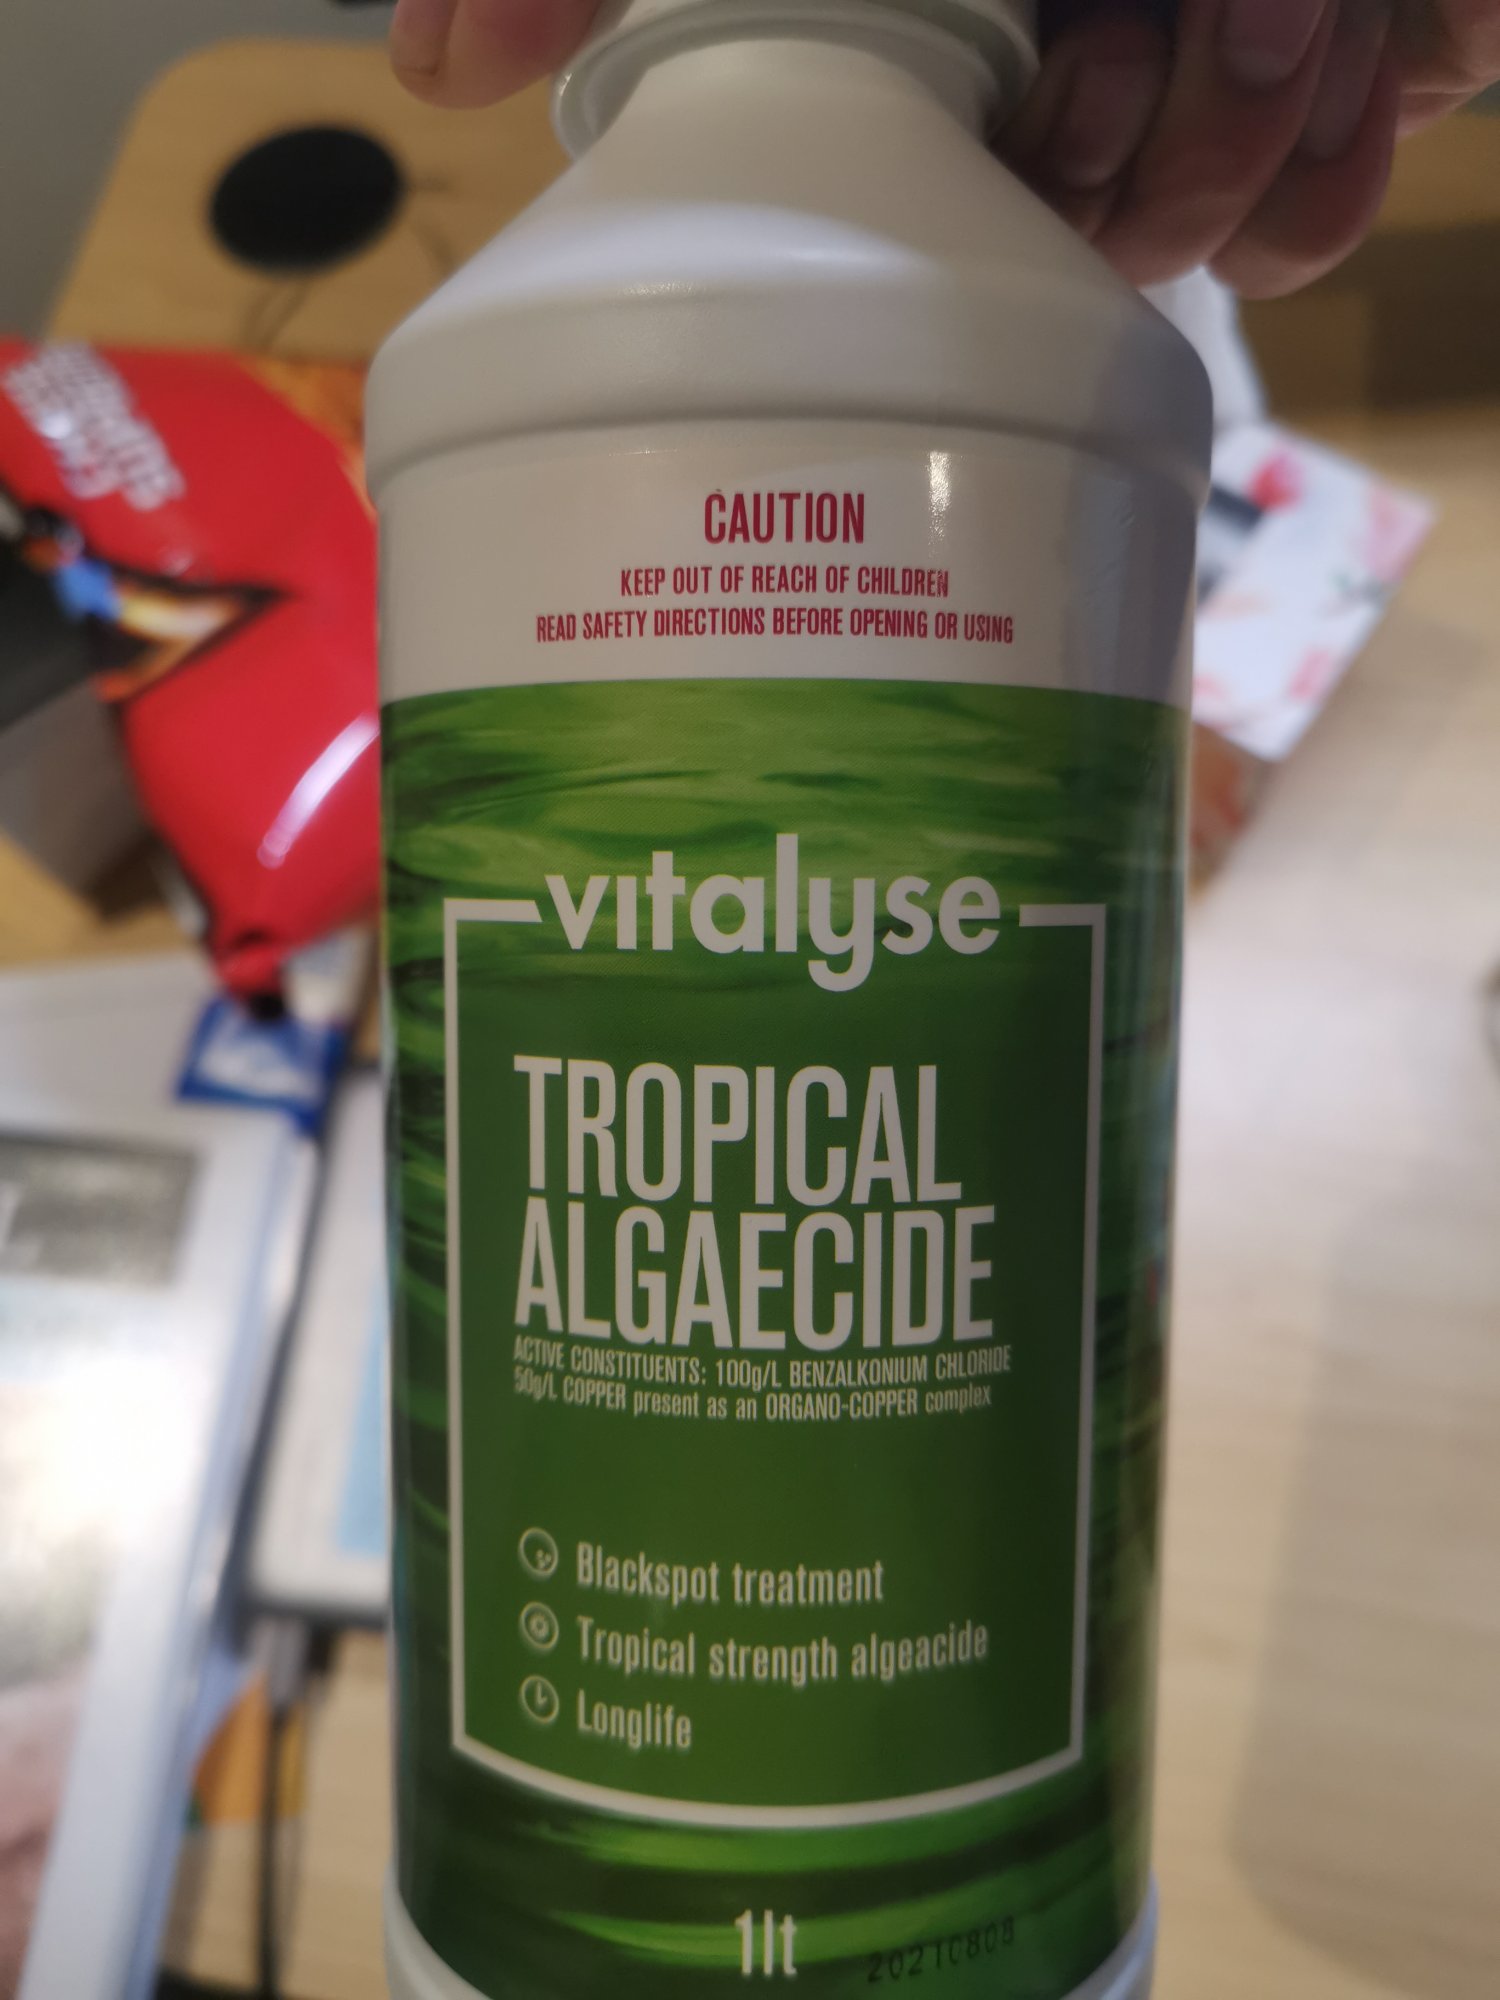 CAUTION
KEEP OUT OF REACH OF CHILDREN
READ SAFETY DIRECTIONS BEFORE OPENING OR USING
vitalyse
TROPICAL
ALGAECIDE
ACTIVE CONSTITUENTS: 100g/L BENZALKONIUM CHLORIDE
50g/L COPPER present as an ORGANO-COPPER complex
Blackspot treatment
Tropical strength algeacide
Longlife
1lt